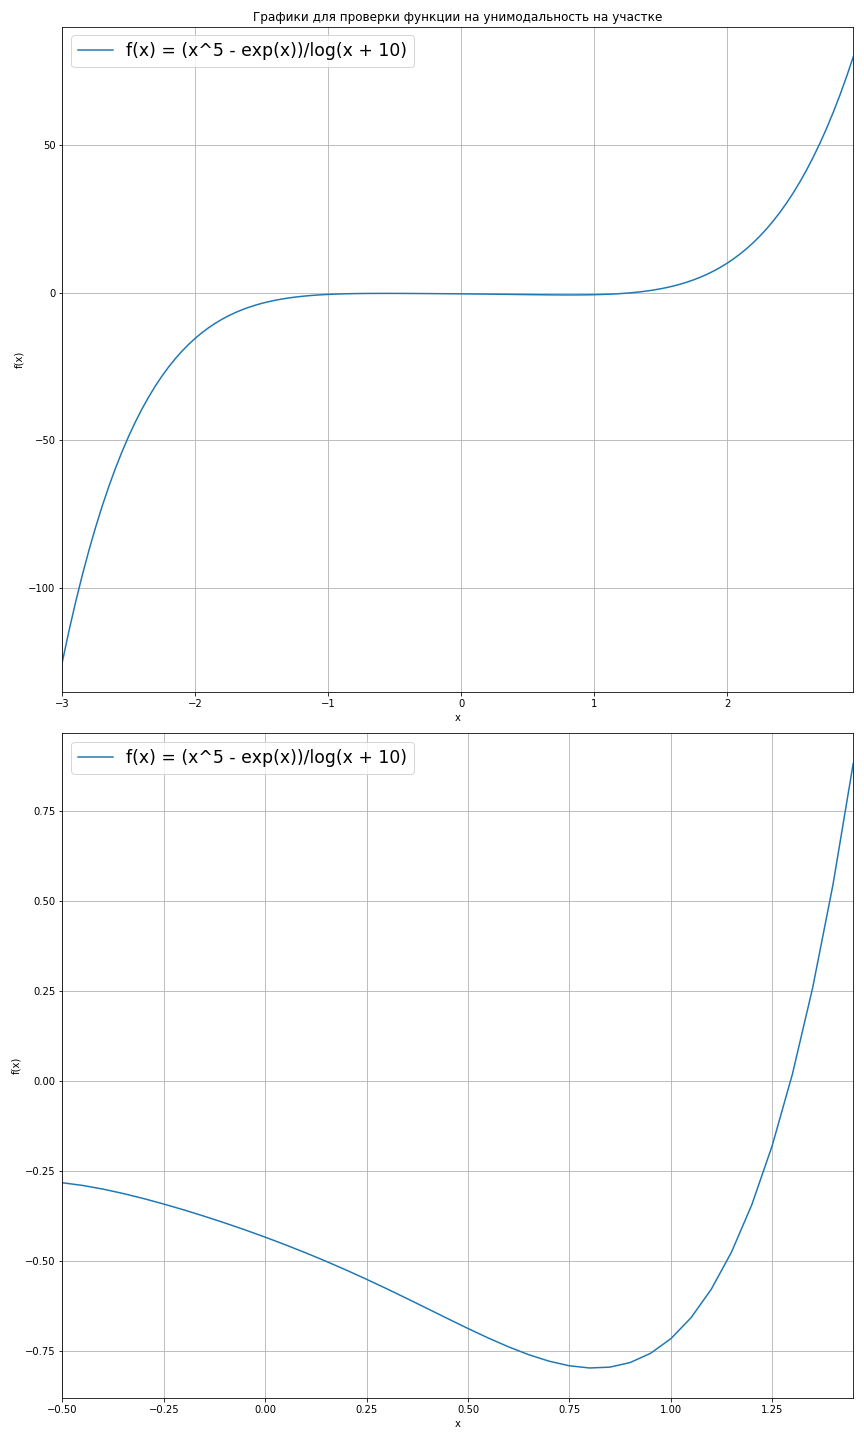 Графики для проверки функции на унимодальность на участке
f(x) = (x^5 - exp(x))/log(x + 10)
50
0
−50
−100
f(x)
−3 −2 −1 0 1 2
x
f(x) = (x^5 - exp(x))/log(x + 10)
0.75
0.50
0.25
0.00
−0.25
−0.50
−0.75
f(x)
−0.50 −0.25 0.00 0.25 0.50 0.75 1.00 1.25
x